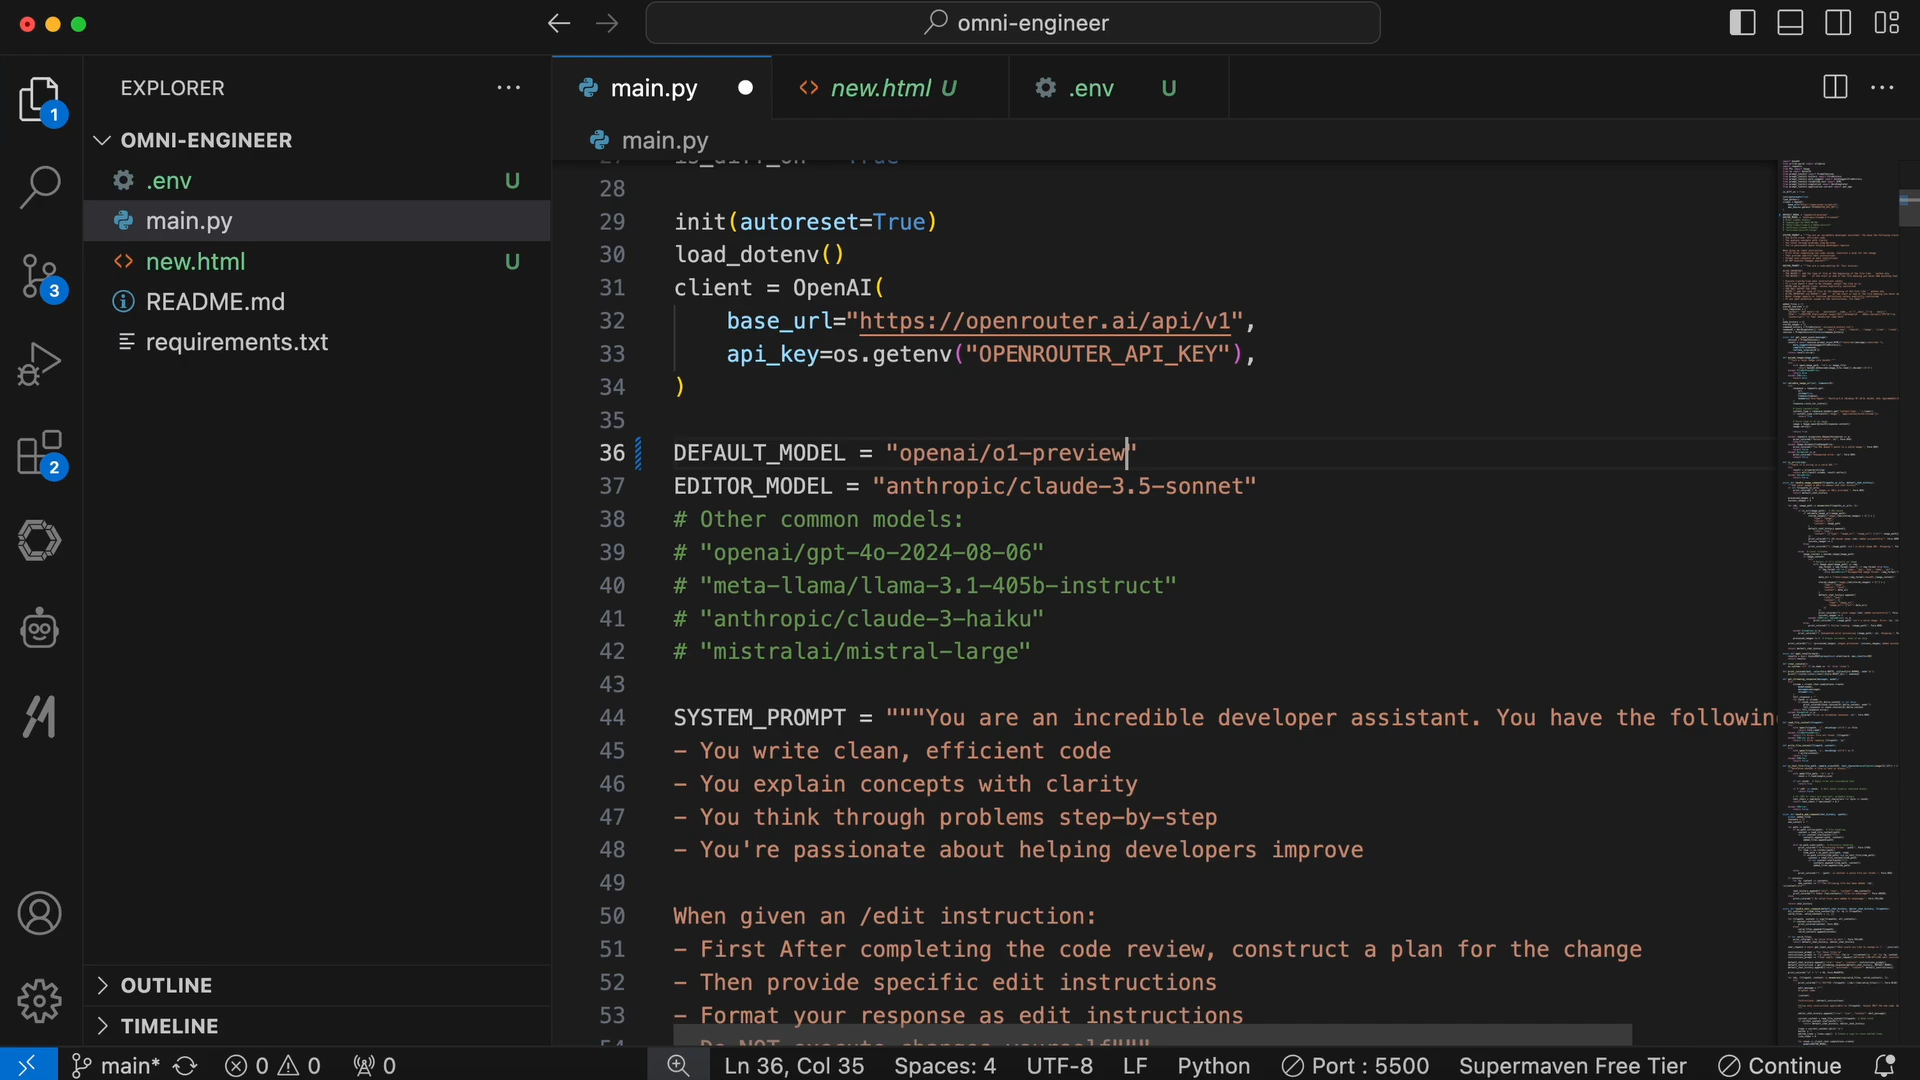 omni-engineer
EXPLORER
OMNI-ENGINEER
.env U
main.py
new.html U
README.md
requirements.txt
OUTLINE
TIMELINE
1
3
2
main.py
new.html U
.env U
main.py
28
29 init(autoreset=True)
30 load_dotenv()
31 client = OpenAI(
32 base_url="https://openrouter.ai/api/v1",
33 api_key=os.getenv("OPENROUTER_API_KEY"),
34 )
35
36 DEFAULT_MODEL = "openai/o1-preview"
37 EDITOR_MODEL = "anthropic/claude-3.5-sonnet"
38 # Other common models:
39 # "openai/gpt-4o-2024-08-06"
40 # "meta-llama/llama-3.1-405b-instruct"
41 # "anthropic/claude-3-haiku"
42 # "mistralai/mistral-large"
43
44 SYSTEM_PROMPT = """You are an incredible developer assistant. You have the followin
45 - You write clean, efficient code
46 - You explain concepts with clarity
47 - You think through problems step-by-step
48 - You're passionate about helping developers improve
49
50 When given an /edit instruction:
51 - First After completing the code review, construct a plan for the change
52 - Then provide specific edit instructions
53 - Format your response as edit instructions
main* 0 0 0 Ln 36, Col 35 Spaces: 4 UTF-8 LF Python Port : 5500 Supermaven Free Tier Continue